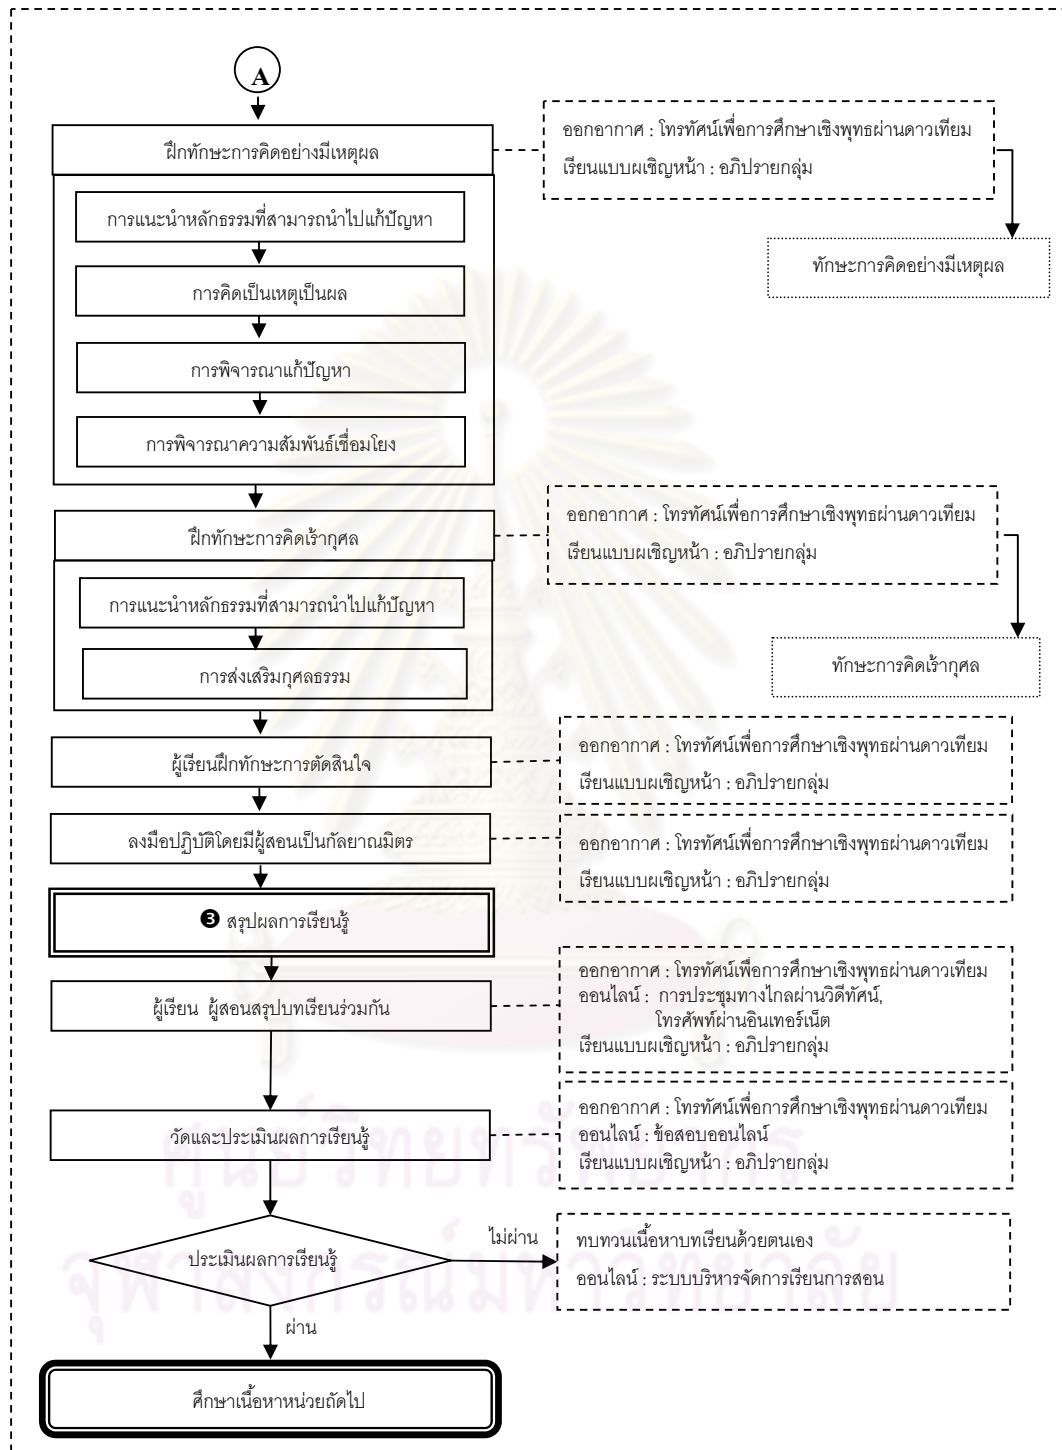 A
ฝึกทักษะการคิดอย่างมีเหตุผล
ออกอากาศ : โทรทัศน์เพื่อการศึกษาเชิงพุทธผ่านดาวเทียม
เรียนแบบผเชิญหน้า : อภิปรายกลุ่ม
การแนะนำหลักธรรมที่สามารถนำไปแก้ปัญหา
ทักษะการคิดอย่างมีเหตุผล
การคิดเป็นเหตุเป็นผล
การพิจารณาแก้ปัญหา
การพิจารณาความสัมพันธ์เชื่อมโยง
ฝึกทักษะการคิดเร้ากุศล
ออกอากาศ : โทรทัศน์เพื่อการศึกษาเชิงพุทธผ่านดาวเทียม
เรียนแบบผเชิญหน้า : อภิปรายกลุ่ม
การแนะนำหลักธรรมที่สามารถนำไปแก้ปัญหา
การส่งเสริมกุศลธรรม
ทักษะการคิดเร้ากุศล
ผู้เรียนฝึกทักษะการตัดสินใจ
ออกอากาศ : โทรทัศน์เพื่อการศึกษาเชิงพุทธผ่านดาวเทียม
เรียนแบบผเชิญหน้า : อภิปรายกลุ่ม
ลงมือปฏิบัติโดยมีผู้สอนเป็นกัลยาณมิตร
ออกอากาศ : โทรทัศน์เพื่อการศึกษาเชิงพุทธผ่านดาวเทียม
เรียนแบบผเชิญหน้า : อภิปรายกลุ่ม
❸ สรุปผลการเรียนรู้
ผู้เรียน ผู้สอนสรุปบทเรียนร่วมกัน
ออกอากาศ : โทรทัศน์เพื่อการศึกษาเชิงพุทธผ่านดาวเทียม
ออนไลน์ : การประชุมทางไกลผ่านวิดีทัศน์,
โทรศัพท์ผ่านอินเทอร์เน็ต
เรียนแบบผเชิญหน้า : อภิปรายกลุ่ม
วัดและประเมินผลการเรียนรู้
ออกอากาศ : โทรทัศน์เพื่อการศึกษาเชิงพุทธผ่านดาวเทียม
ออนไลน์ : ข้อสอบออนไลน์
เรียนแบบผเชิญหน้า : อภิปรายกลุ่ม
ศูนย์วิทยทรัพยากร
ประเมินผลการเรียนรู้
ไม่ผ่าน
ทบทวนเนื้อหาบทเรียนด้วยตนเอง
ออนไลน์ : ระบบบริหารจัดการเรียนการสอน
จุฬาลงกรณ์มหาวิทยาลัย
ผ่าน
ศึกษาเนื้อหาหน่วยถัดไป